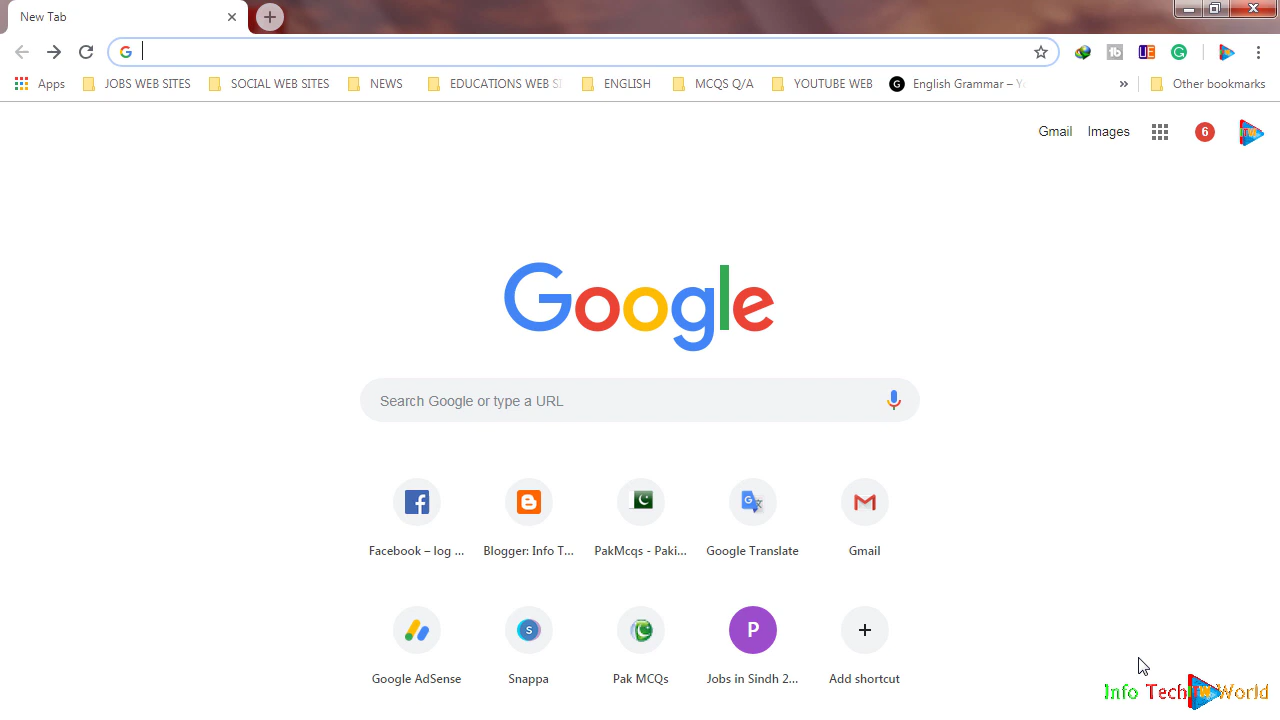 New Tab
Apps JOBS WEB SITES SOCIAL WEB SITES NEWS EDUCATIONS WEB SI ENGLISH MCQS Q/A YOUTUBE WEB English Grammar – Yo » Other bookmarks
Gmail Images 6
Google
Search Google or type a URL
Facebook – log ... Blogger: Info T... PakMcqs - Paki... Google Translate Gmail
P
Google AdSense Snappa Pak MCQs Jobs in Sindh 2... Add shortcut
Info Tech World